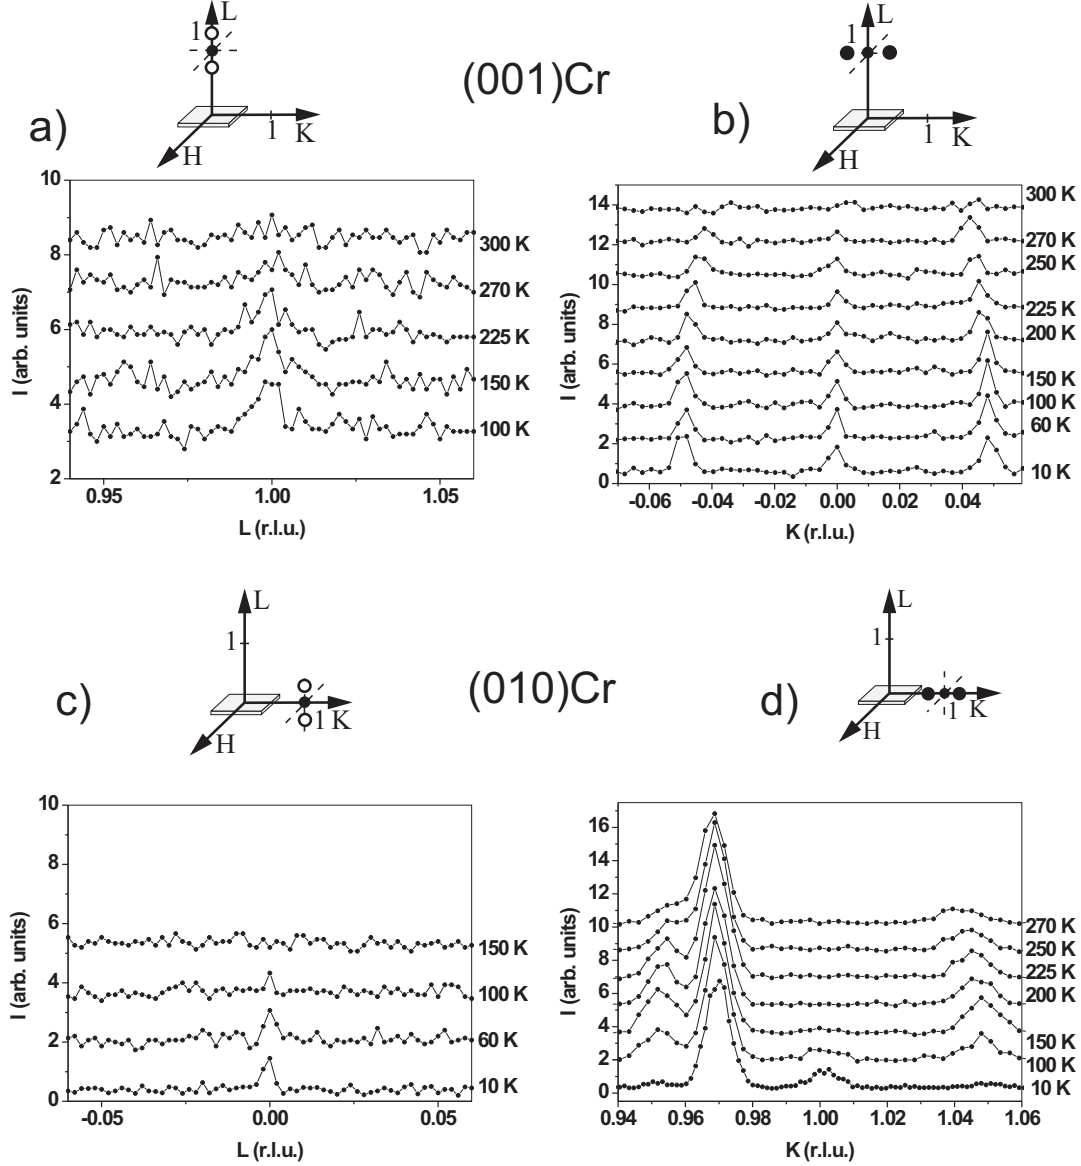 (001)Cr
a)
L
1
1
K
H
b)
L
1
1
K
H
10
8
6
4
2
I (arb. units)
300 K
270 K
225 K
150 K
100 K
0.95
1.00
1.05
L (r.l.u.)
14
12
10
8
6
4
2
0
I (arb. units)
300 K
270 K
250 K
225 K
200 K
150 K
100 K
60 K
10 K
-0.06
-0.04
-0.02
0.00
0.02
0.04
K (r.l.u.)
(010)Cr
c)
L
1
1 K
H
d)
L
1
1
K
H
10
8
6
4
2
0
I (arb. units)
150 K
100 K
60 K
10 K
-0.05
0.00
0.05
L (r.l.u.)
16
14
12
10
8
6
4
2
0
I (arb. units)
270 K
250 K
225 K
200 K
150 K
100 K
10 K
0.94
0.96
0.98
1.00
1.02
1.04
1.06
K (r.l.u.)